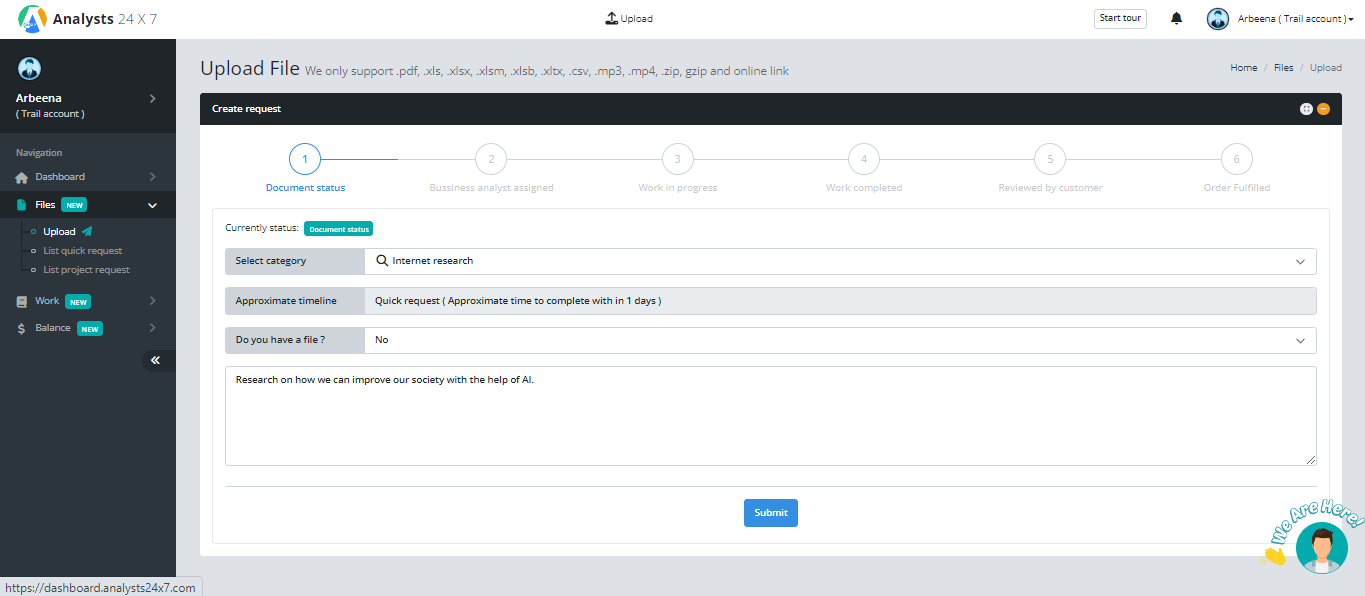 Analysts 24 X 7
Upload
Start tour
Arbeena ( Trail account )
Arbeena
( Trail account )
Navigation
Dashboard
Files NEW
Upload
List quick request
List project request
Work NEW
Balance NEW
Upload File We only support .pdf, .xls, .xlsx, .xlsm, .xlsb, .xltx, .csv, .mp3, .mp4, .zip, gzip and online link
Home / Files / Upload
Create request
1 2 3 4 5 6
Document status Bussiness analyst assigned Work in progress Work completed Reviewed by customer Order Fulfilled
Currently status: Document status
Select category Internet research
Approximate timeline Quick request ( Approximate time to complete with in 1 days )
Do you have a file ? No
Research on how we can improve our society with the help of AI.
Submit
We Are Here!
https://dashboard.analysts24x7.com